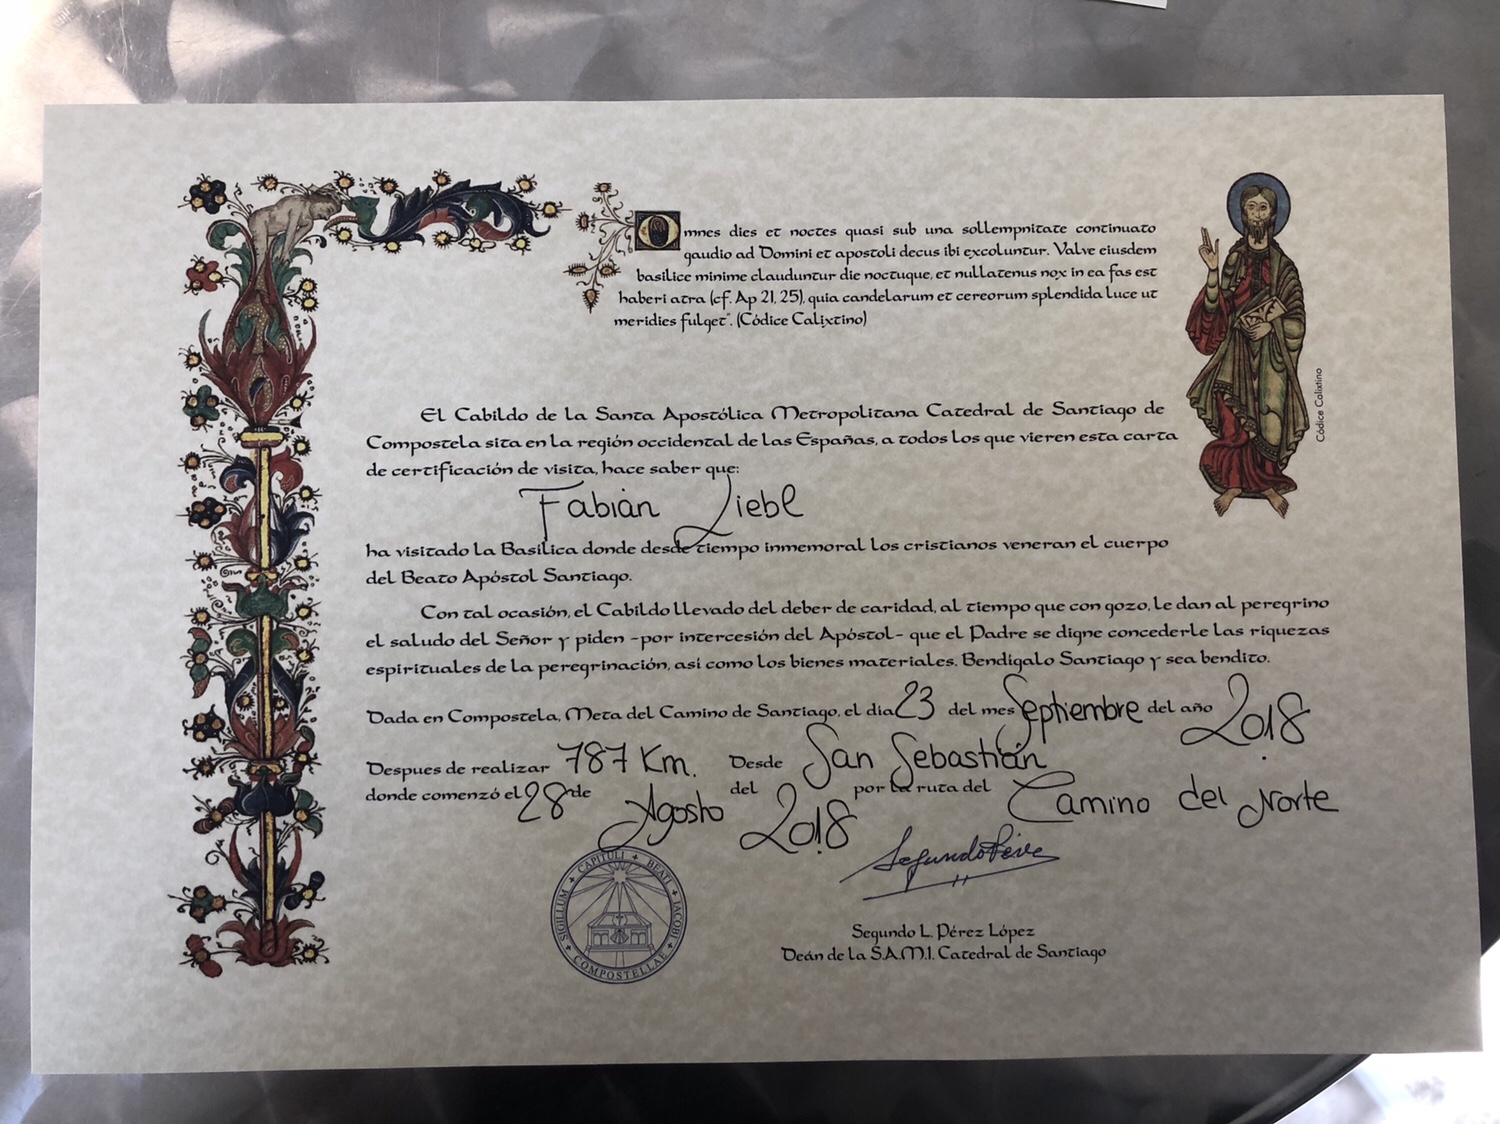 Omnes dies et noctes quasi sub una sollempnitate continuato
gaudio ad Domini et apostoli decus ibi excoluntur. Valve eiusdem
basilice minime clauduntur die noctuque, et nullatenus nox in ea fas est
haberi atra (cf. Ap 21, 25), quia candelarum et cereorum splendida luce ut
meridies fulget". (Códice Calixtino)
Códice Calixtino
El Cabildo de la Santa Apostólica Metropolitana Catedral de Santiago de
Compostela sita en la región occidental de las Españas, a todos los que vieren esta carta
de certificación de visita, hace saber que:
Fabián Liebl
ha visitado la Basílica donde desde tiempo inmemoral los cristianos veneran el cuerpo
del Beato Apóstol Santiago.
Con tal ocasión, el Cabildo llevado del deber de caridad, al tiempo que con gozo, le dan al peregrino
el saludo del Señor y piden -por intercesión del Apóstol- que el Padre se digne concederle las riquezas
espirituales de la peregrinación, así como los bienes materiales. Bendígalo Santiago y sea bendito.
Dada en Compostela, Meta del Camino de Santiago, el día 23 del mes Septiembre del año 2018.
Despues de realizar 787 Km. Desde San Sebastián
donde comenzó el 28 de Agosto del 2018 por la ruta del Camino del Norte
SIGILLUM + CAPITULI + BEATI + IACOBI + COMPOSTELLAE +
Segundo Pérez
Segundo L. Pérez López
Deán de la S.A.M.I. Catedral de Santiago